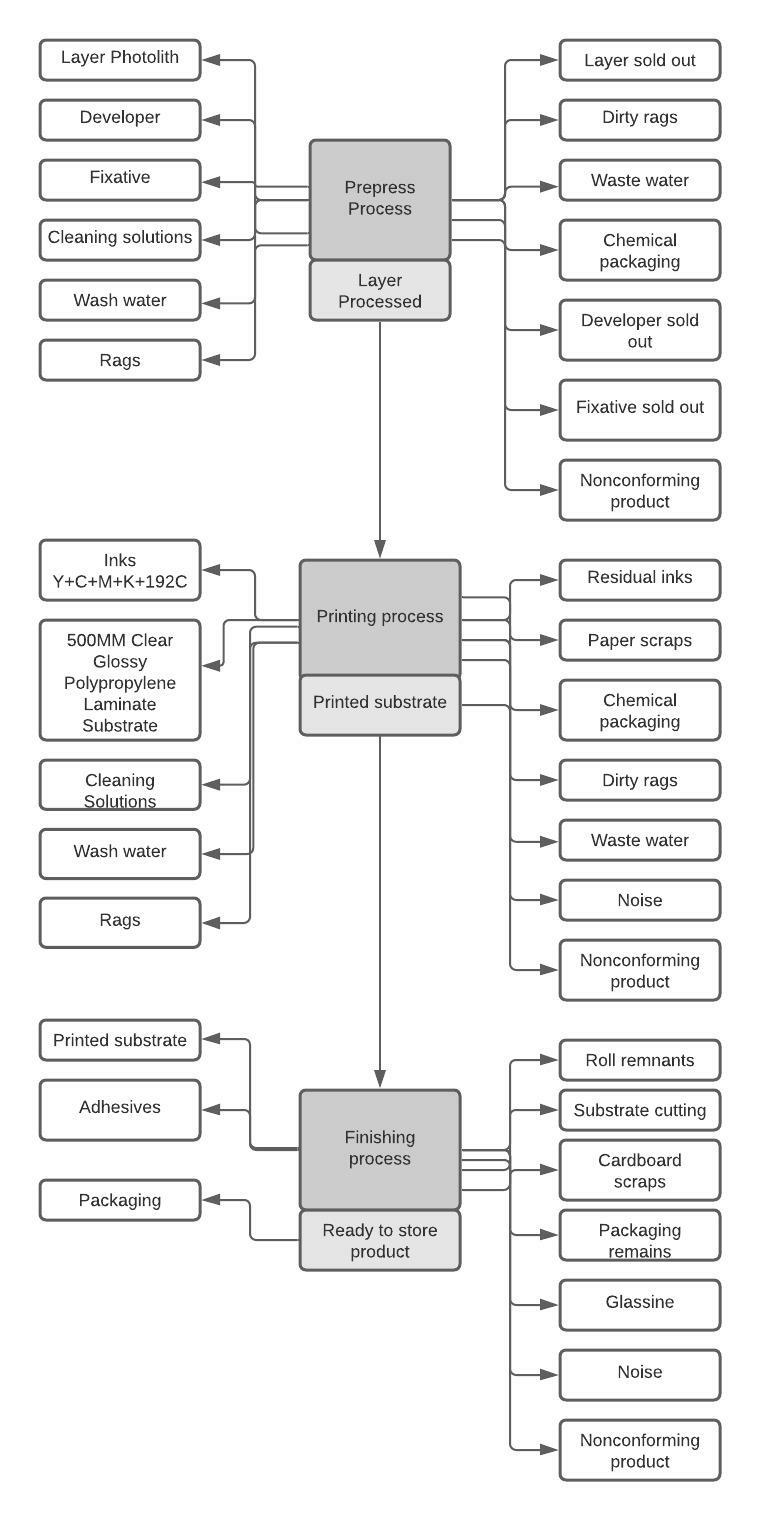 Layer Photolith
Developer
Fixative
Cleaning solutions
Wash water
Rags
Prepress
Process
Layer
Processed
Layer sold out
Dirty rags
Waste water
Chemical
packaging
Developer sold
out
Fixative sold out
Nonconforming
product
Inks
Y+C+M+K+192C
500MM Clear
Glossy
Polypropylene
Laminate
Substrate
Cleaning
Solutions
Wash water
Rags
Printing process
Printed substrate
Residual inks
Paper scraps
Chemical
packaging
Dirty rags
Waste water
Noise
Nonconforming
product
Printed substrate
Adhesives
Packaging
Finishing
process
Ready to store
product
Roll remnants
Substrate cutting
Cardboard
scraps
Packaging
remains
Glassine
Noise
Nonconforming
product